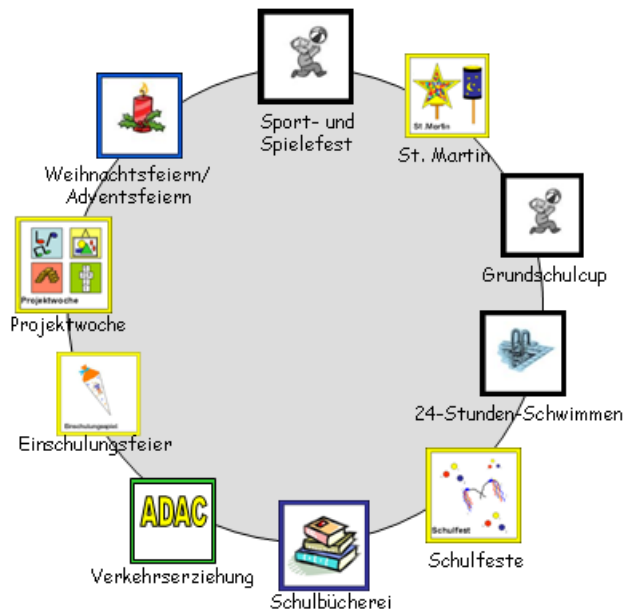 Sport- und
Spielefest
St. Martin
St. Martin
Grundschulcup
24-Stunden-Schwimmen
Schulfest
Schulfeste
Schulbücherei
ADAC
Verkehrserziehung
Einschulungsspiel
Einschulungsfeier
Projektwoche
Projektwoche
Weihnachtsfeiern/
Adventsfeiern